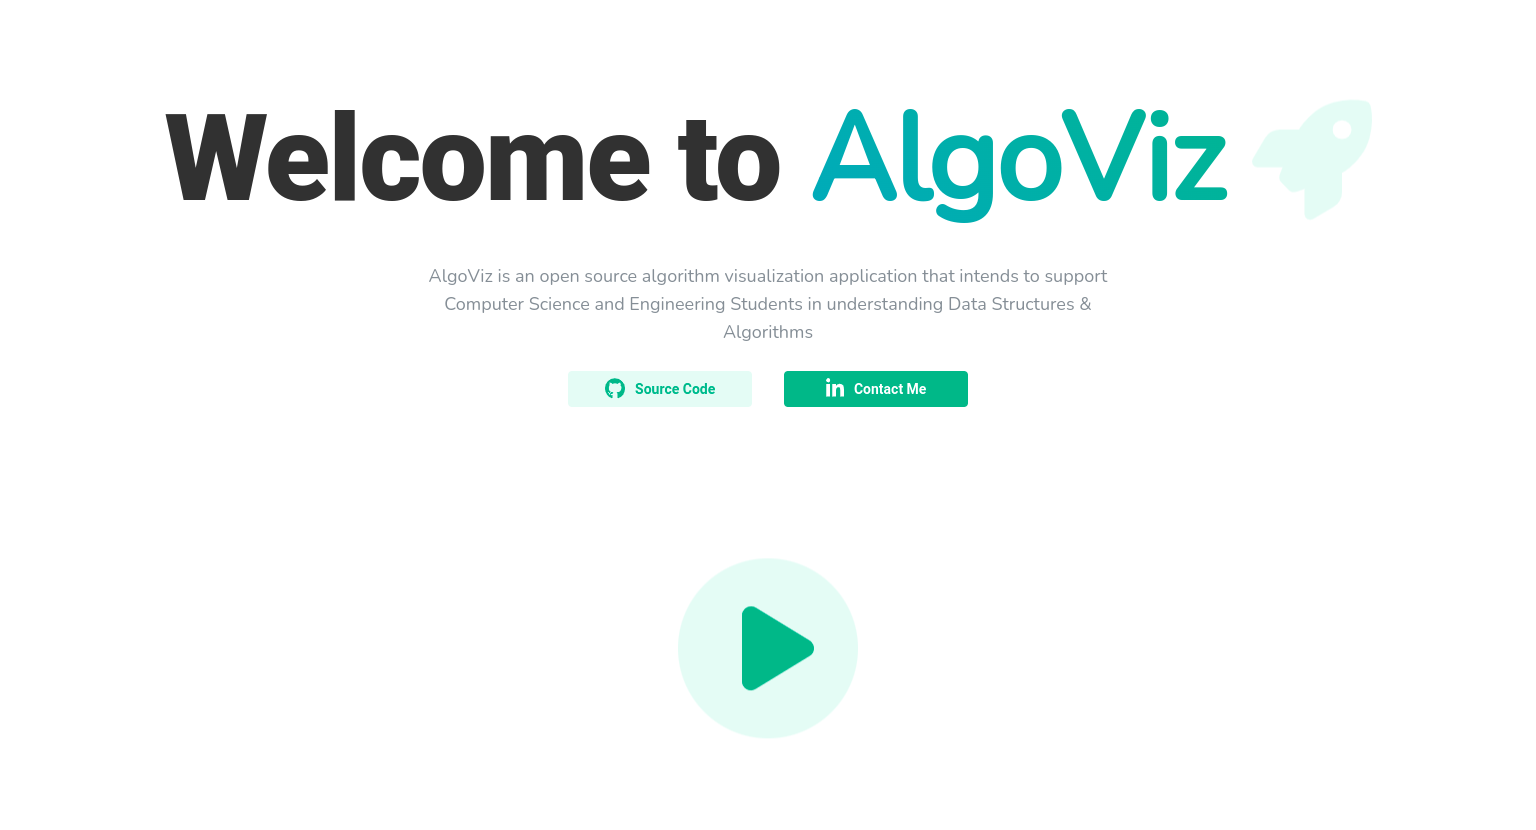 Welcome to AlgoViz
AlgoViz is an open source algorithm visualization application that intends to support
Computer Science and Engineering Students in understanding Data Structures &
Algorithms
Source Code
Contact Me